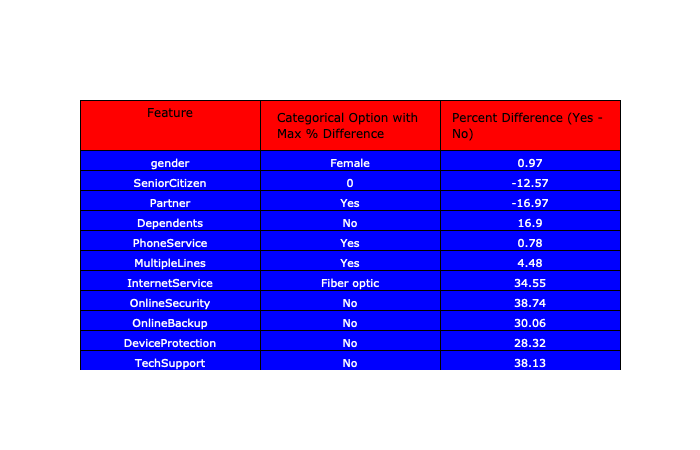 Feature Categorical Option with Max % Difference Percent Difference (Yes - No)
gender Female 0.97
SeniorCitizen 0 -12.57
Partner Yes -16.97
Dependents No 16.9
PhoneService Yes 0.78
MultipleLines Yes 4.48
InternetService Fiber optic 34.55
OnlineSecurity No 38.74
OnlineBackup No 30.06
DeviceProtection No 28.32
TechSupport No 38.13